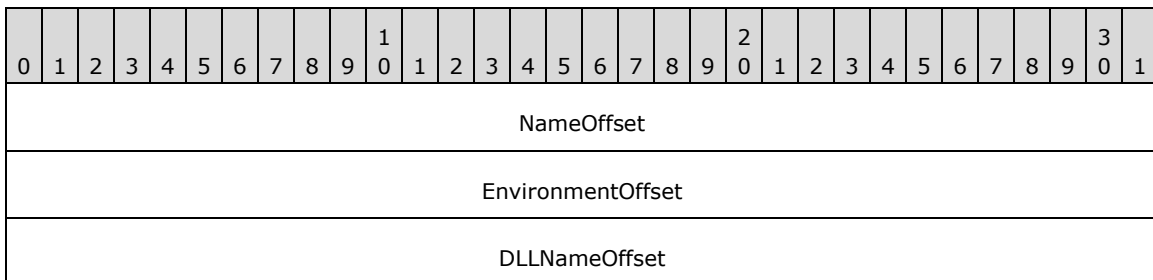 1 2 3
0 1 2 3 4 5 6 7 8 9 0 1 2 3 4 5 6 7 8 9 0 1 2 3 4 5 6 7 8 9 0 1
NameOffset
EnvironmentOffset
DLLNameOffset